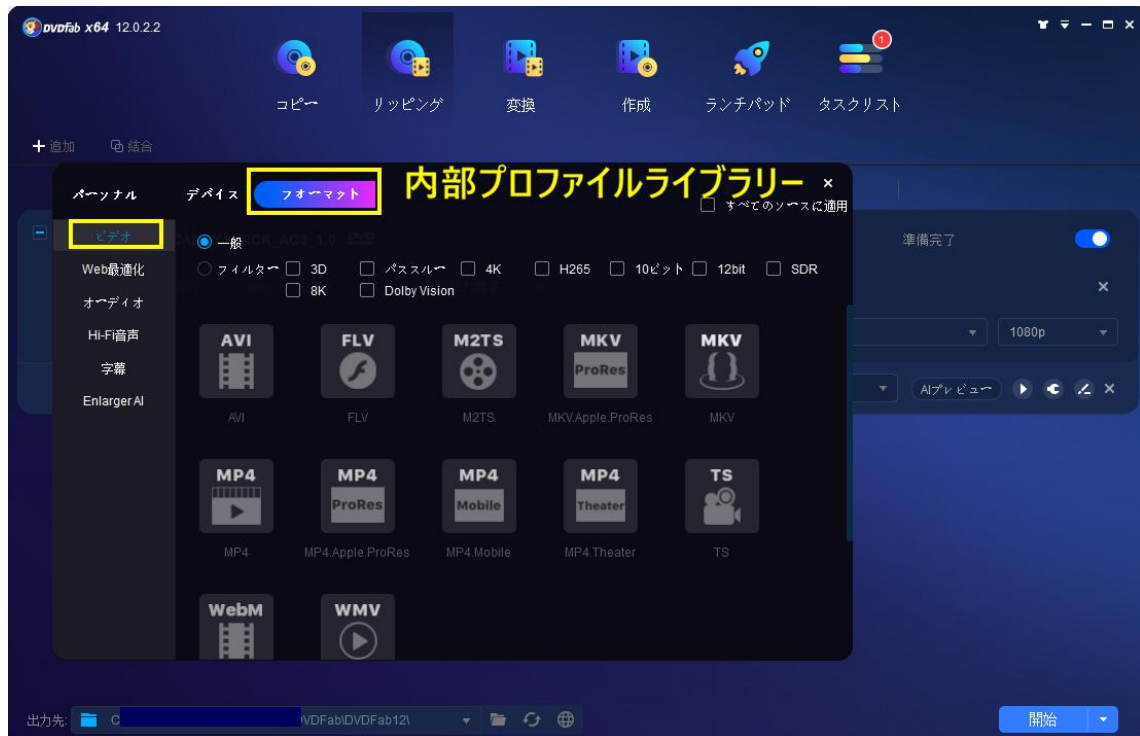 DVDFab x64 12.0.2.2
コピー
リッピング
変換
作成
ランチパッド
タスクリスト
1
追加
結合
パーソナル
デバイス
フォーマット
内部プロファイルライブラリー
すべてのソースに適用
ビデオ
Web最適化
オーディオ
Hi-Fi音声
字幕
Enlarger AI
一般
フィルター
3D
パススルー
4K
H265
10ビット
12bit
SDR
8K
Dolby Vision
準備完了
1080p
AIプレビュー
AVI
AVI
FLV
FLV
M2TS
M2TS
MKV
ProRes
MKV.Apple.ProRes
MKV
MKV
MP4
MP4
MP4
ProRes
MP4.Apple.ProRes
MP4
Mobile
MP4.Mobile
MP4
Theater
MP4.Theater
TS
TS
WebM
WMV
出力先:
C
DVDFab\DVDFab12\
開始